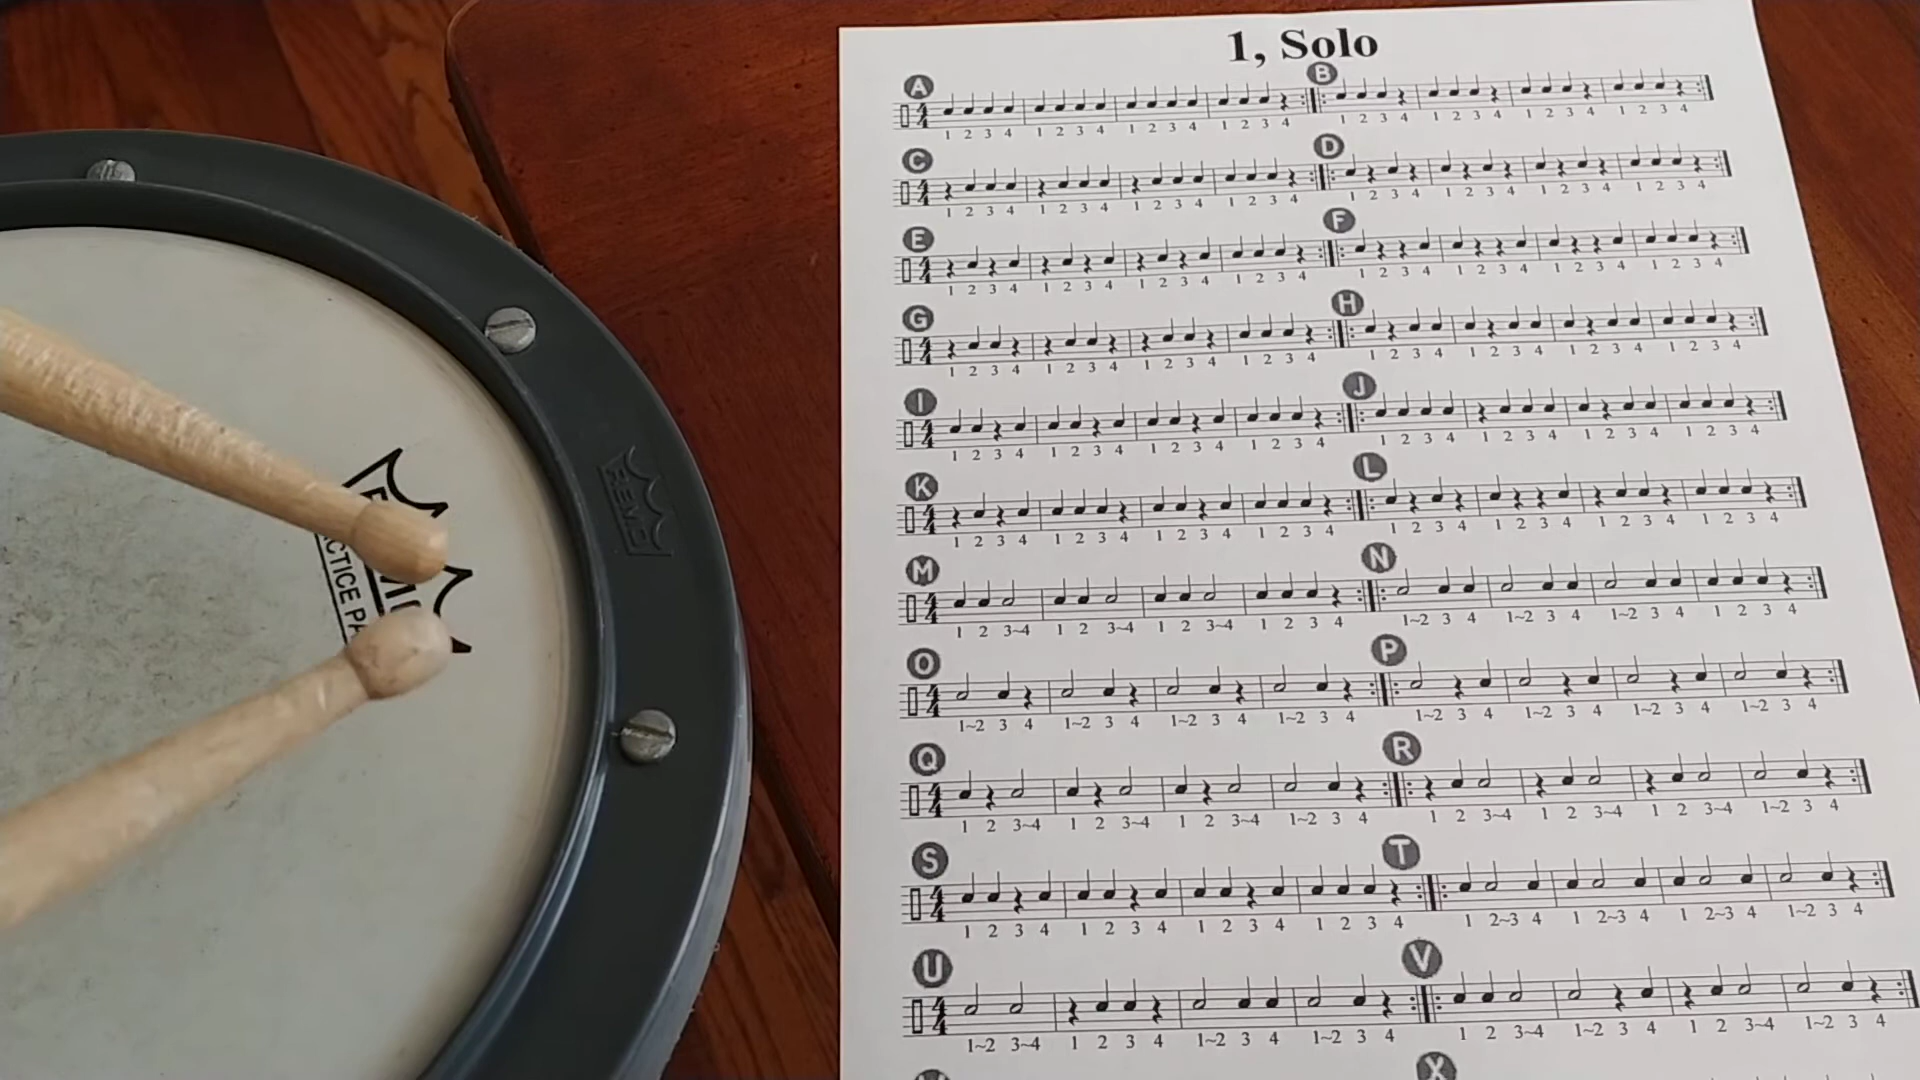 1, Solo
A B
1 2 3 4 1 2 3 4 1 2 3 4 1 2 3 4 1 2 3 4 1 2 3 4 1 2 3 4 1 2 3 4
C D
1 2 3 4 1 2 3 4 1 2 3 4 1 2 3 4 1 2 3 4 1 2 3 4 1 2 3 4 1 2 3 4
E F
1 2 3 4 1 2 3 4 1 2 3 4 1 2 3 4 1 2 3 4 1 2 3 4 1 2 3 4 1 2 3 4
G H
1 2 3 4 1 2 3 4 1 2 3 4 1 2 3 4 1 2 3 4 1 2 3 4 1 2 3 4 1 2 3 4
I J
1 2 3 4 1 2 3 4 1 2 3 4 1 2 3 4 1 2 3 4 1 2 3 4 1 2 3 4 1 2 3 4
K L
1 2 3 4 1 2 3 4 1 2 3 4 1 2 3 4 1 2 3 4 1 2 3 4 1 2 3 4 1 2 3 4
M N
1 2 3~4 1 2 3~4 1 2 3~4 1 2 3 4 1~2 3 4 1~2 3 4 1~2 3 4 1 2 3 4
O P
1~2 3 4 1~2 3 4 1~2 3 4 1~2 3 4 1~2 3 4 1~2 3 4 1~2 3 4 1~2 3 4
Q R
1 2 3~4 1 2 3~4 1 2 3~4 1~2 3 4 1 2 3~4 1 2 3~4 1 2 3~4 1~2 3 4
S T
1 2 3 4 1 2 3 4 1 2 3 4 1 2 3 4 1 2~3 4 1 2~3 4 1 2~3 4 1~2 3 4
U V
1~2 3~4 1 2 3 4 1~2 3 4 1~2 3 4 1 2 3~4 1~2 3 4 1 2 3~4 1~2 3 4
X
REMO